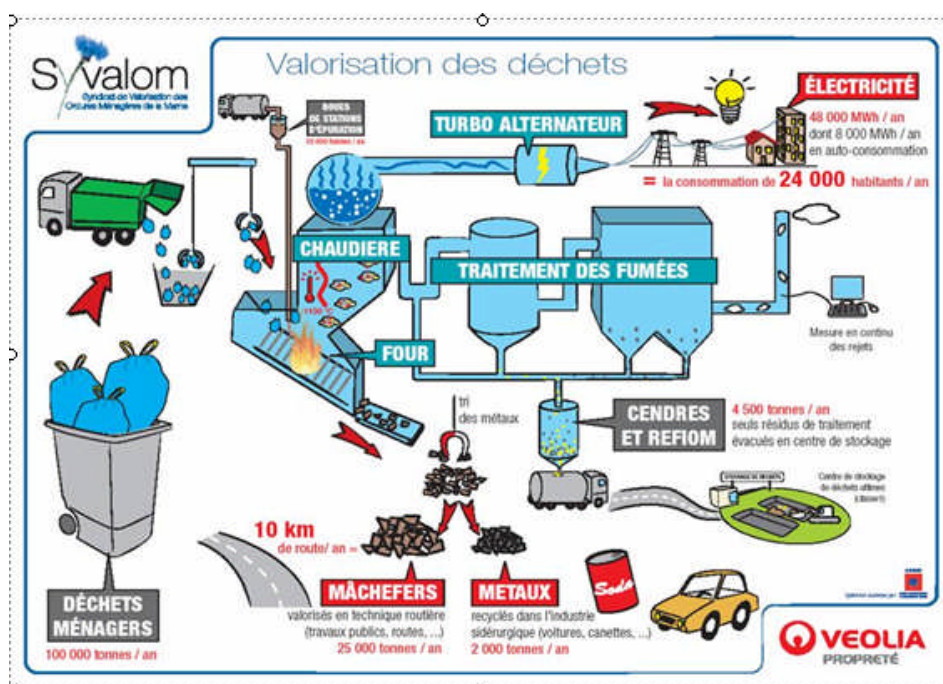 Syvalom
Syndicat de Valorisation des
Ordures Ménagères de la Marne
Valorisation des déchets
BOUES
DE STATIONS
D'ÉPURATION
tonnes / an
TURBO ALTERNATEUR
ÉLECTRICITÉ
48 000 MWh / an
dont 8 000 MWh / an
en auto-consommation
= la consommation de 24 000 habitants / an
CHAUDIERE
TRAITEMENT DES FUMÉES
FOUR
Mesure en continu
des rejets
tri
des métaux
CENDRES
ET REFIOM
4 500 tonnes / an
seuls résidus de traitement
évacués en centre de stockage
STOCKAGE DE DÉCHETS
Centre de stockage
de déchets ultimes
10 km
de route/ an =
MÂCHEFERS
valorisés en technique routière
(travaux publics, routes, ...)
25 000 tonnes / an
METAUX
recyclés dans l'industrie
sidérurgique (voitures, canettes, ...)
2 000 tonnes / an
Soda
DÉCHETS
MÉNAGERS
100 000 tonnes / an
VEOLIA
PROPRETÉ